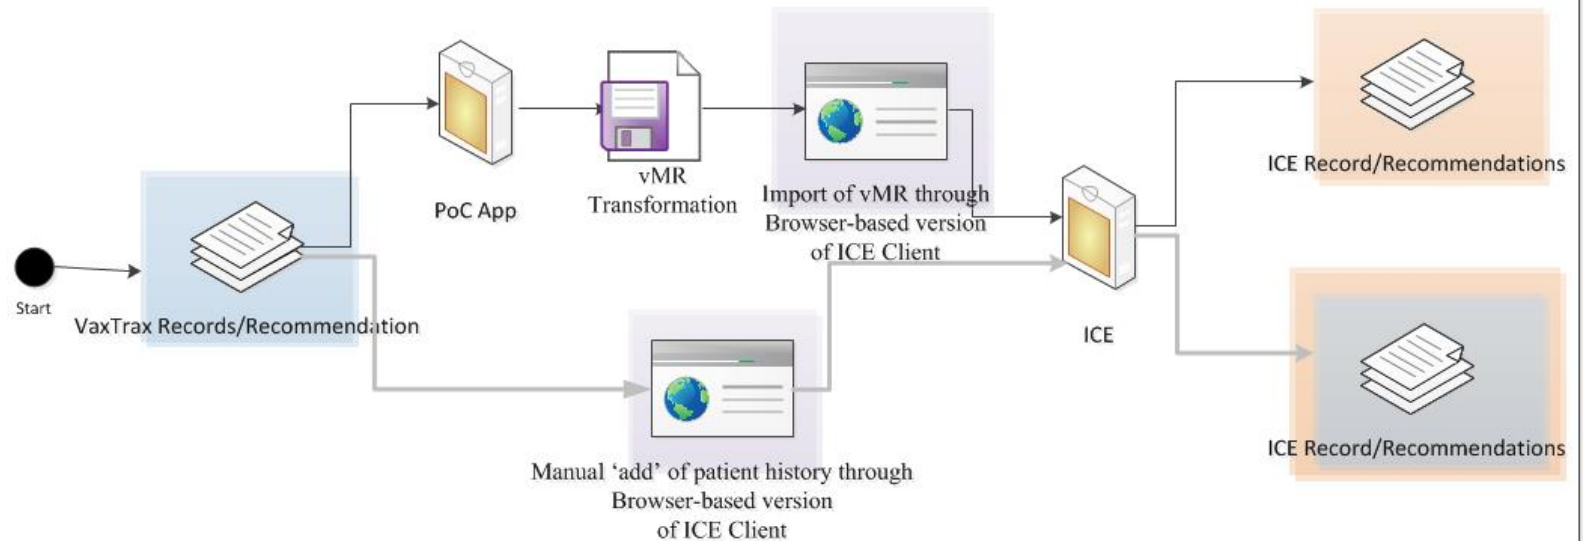 Start
VaxTrax Records/Recommendation
PoC App
vMR
Transformation
Import of vMR through
Browser-based version
of ICE Client
Manual ‘add’ of patient history through
Browser-based version
of ICE Client
ICE
ICE Record/Recommendations
ICE Record/Recommendations